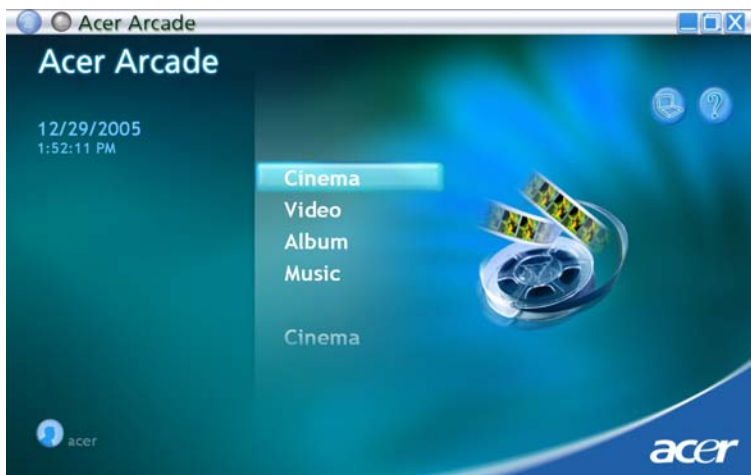 Acer Arcade
Acer Arcade
12/29/2005
1:52:11 PM
Cinema
Video
Album
Music
Cinema
acer
acer